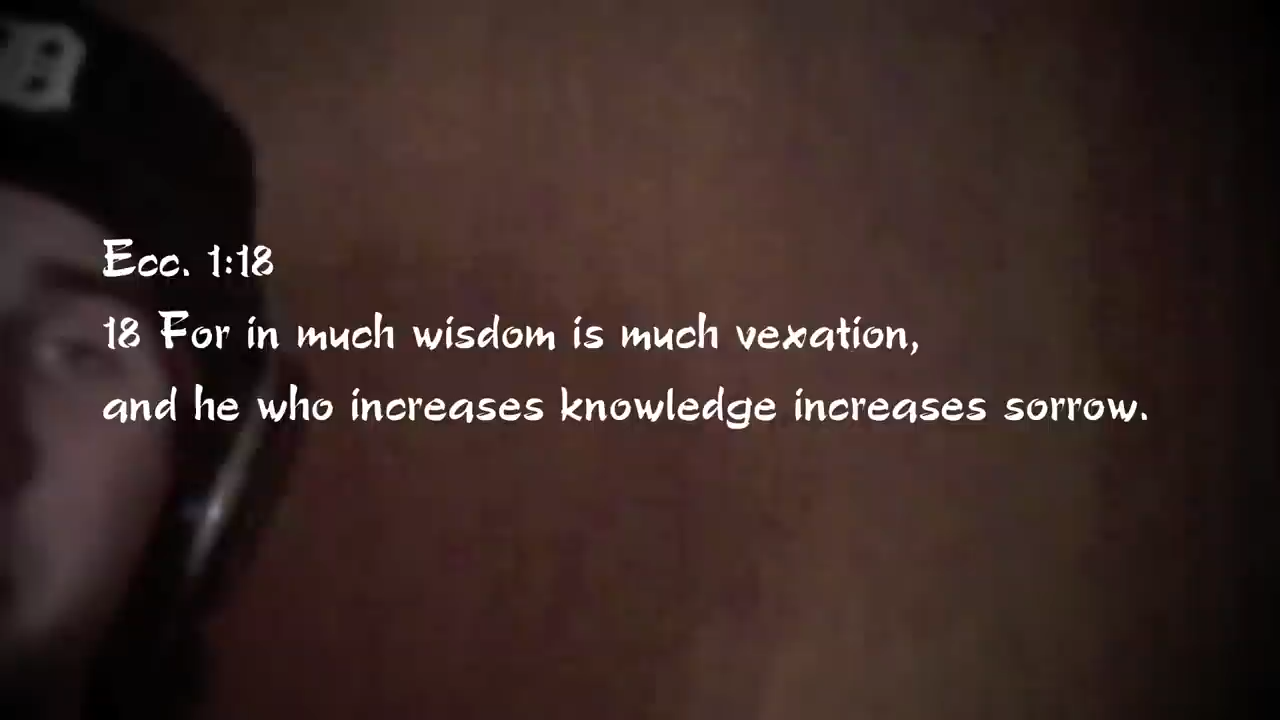 D
Ecc. 1:18
18 For in much wisdom is much vexation,
and he who increases knowledge increases sorrow.